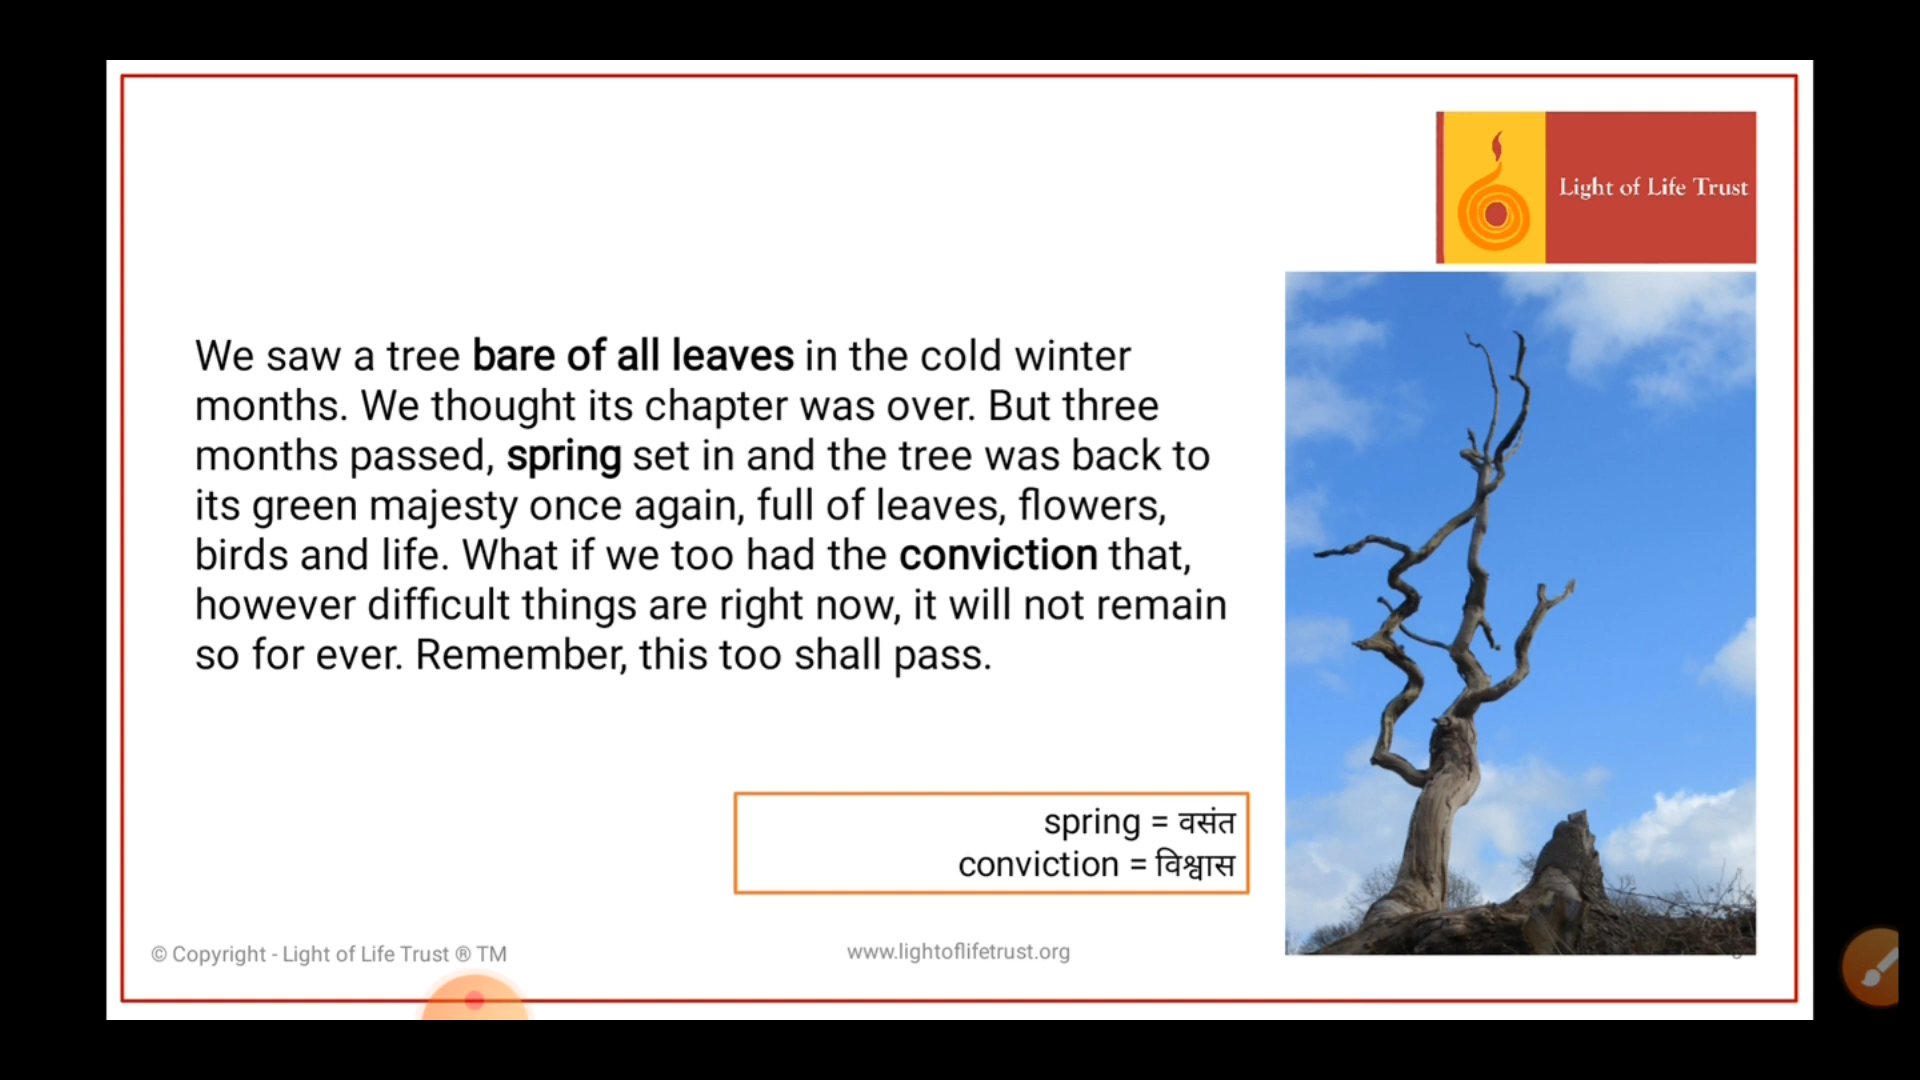 Light of Life Trust
We saw a tree bare of all leaves in the cold winter
months. We thought its chapter was over. But three
months passed, spring set in and the tree was back to
its green majesty once again, full of leaves, flowers,
birds and life. What if we too had the conviction that,
however difficult things are right now, it will not remain
so for ever. Remember, this too shall pass.
spring = वसंत
conviction = विश्वास
© Copyright - Light of Life Trust ® TM
www.lightoflifetrust.org